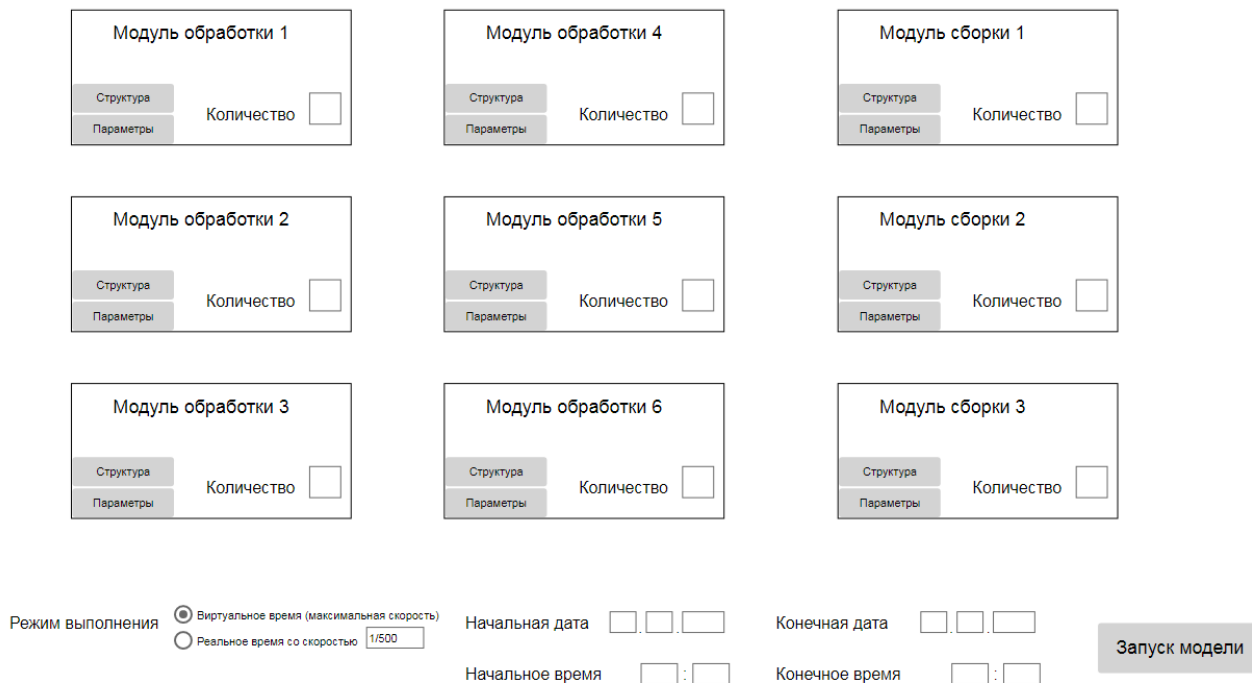 Модуль обработки 1
Структура
Количество
Параметры
Модуль обработки 4
Структура
Количество
Параметры
Модуль сборки 1
Структура
Количество
Параметры
Модуль обработки 2
Структура
Количество
Параметры
Модуль обработки 5
Структура
Количество
Параметры
Модуль сборки 2
Структура
Количество
Параметры
Модуль обработки 3
Структура
Количество
Параметры
Модуль обработки 6
Структура
Количество
Параметры
Модуль сборки 3
Структура
Количество
Параметры
Режим выполнения
Виртуальное время (максимальная скорость)
Реальное время со скоростью 1/500
Начальная дата . .
Начальное время :
Конечная дата . .
Конечное время :
Запуск модели